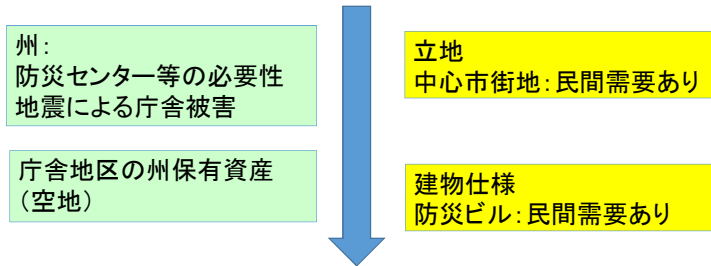 州：
防災センター等の必要性
地震による庁舎被害
庁舎地区の州保有資産
（空地）
立地
中心市街地：民間需要あり
建物仕様
防災ビル：民間需要あり